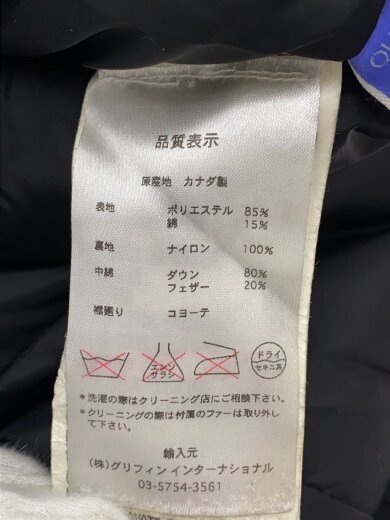 品質表示
原産地 カナダ製
表地 ポリエステル 85%
綿 15%
裏地 ナイロン 100%
中綿 ダウン 80%
フェザー 20%
襟廻り コヨーテ
エンソ
サラシ
ドライ
セキユ系
*洗濯の際はクリーニング店にご相談下さい。
*クリーニングの際は付属のファーは取り外し
て下さい。
輸入元
(株)グリフィン インターナショナル
03-5754-3561